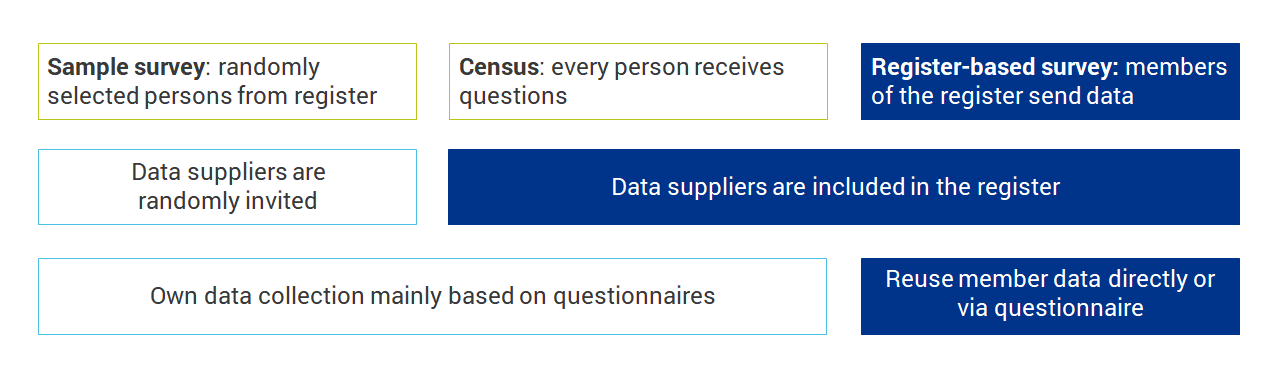 Sample survey: randomly
selected persons from register
Census: every person receives
questions
Register-based survey: members
of the register send data
Data suppliers are
randomly invited
Data suppliers are included in the register
Own data collection mainly based on questionnaires
Reuse member data directly or
via questionnaire